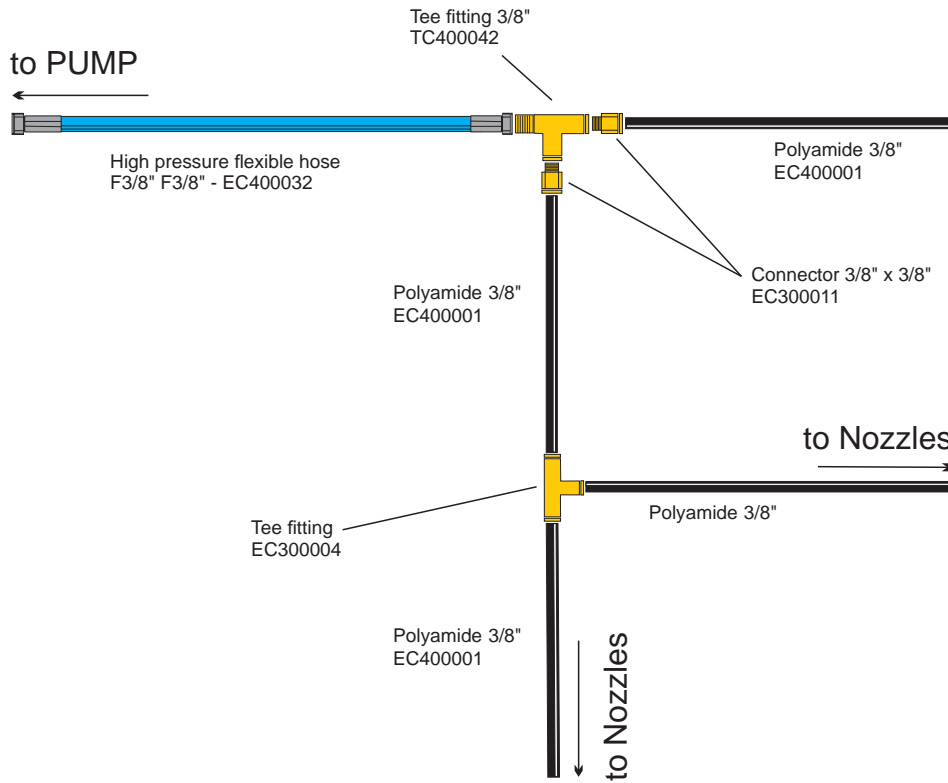 Tee fitting 3/8"
TC400042
to PUMP
High pressure flexible hose
F3/8" F3/8" - EC400032
Polyamide 3/8"
EC400001
Connector 3/8" x 3/8"
EC300011
Polyamide 3/8"
EC400001
to Nozzles
Polyamide 3/8"
Tee fitting
EC300004
Polyamide 3/8"
EC400001
to Nozzles